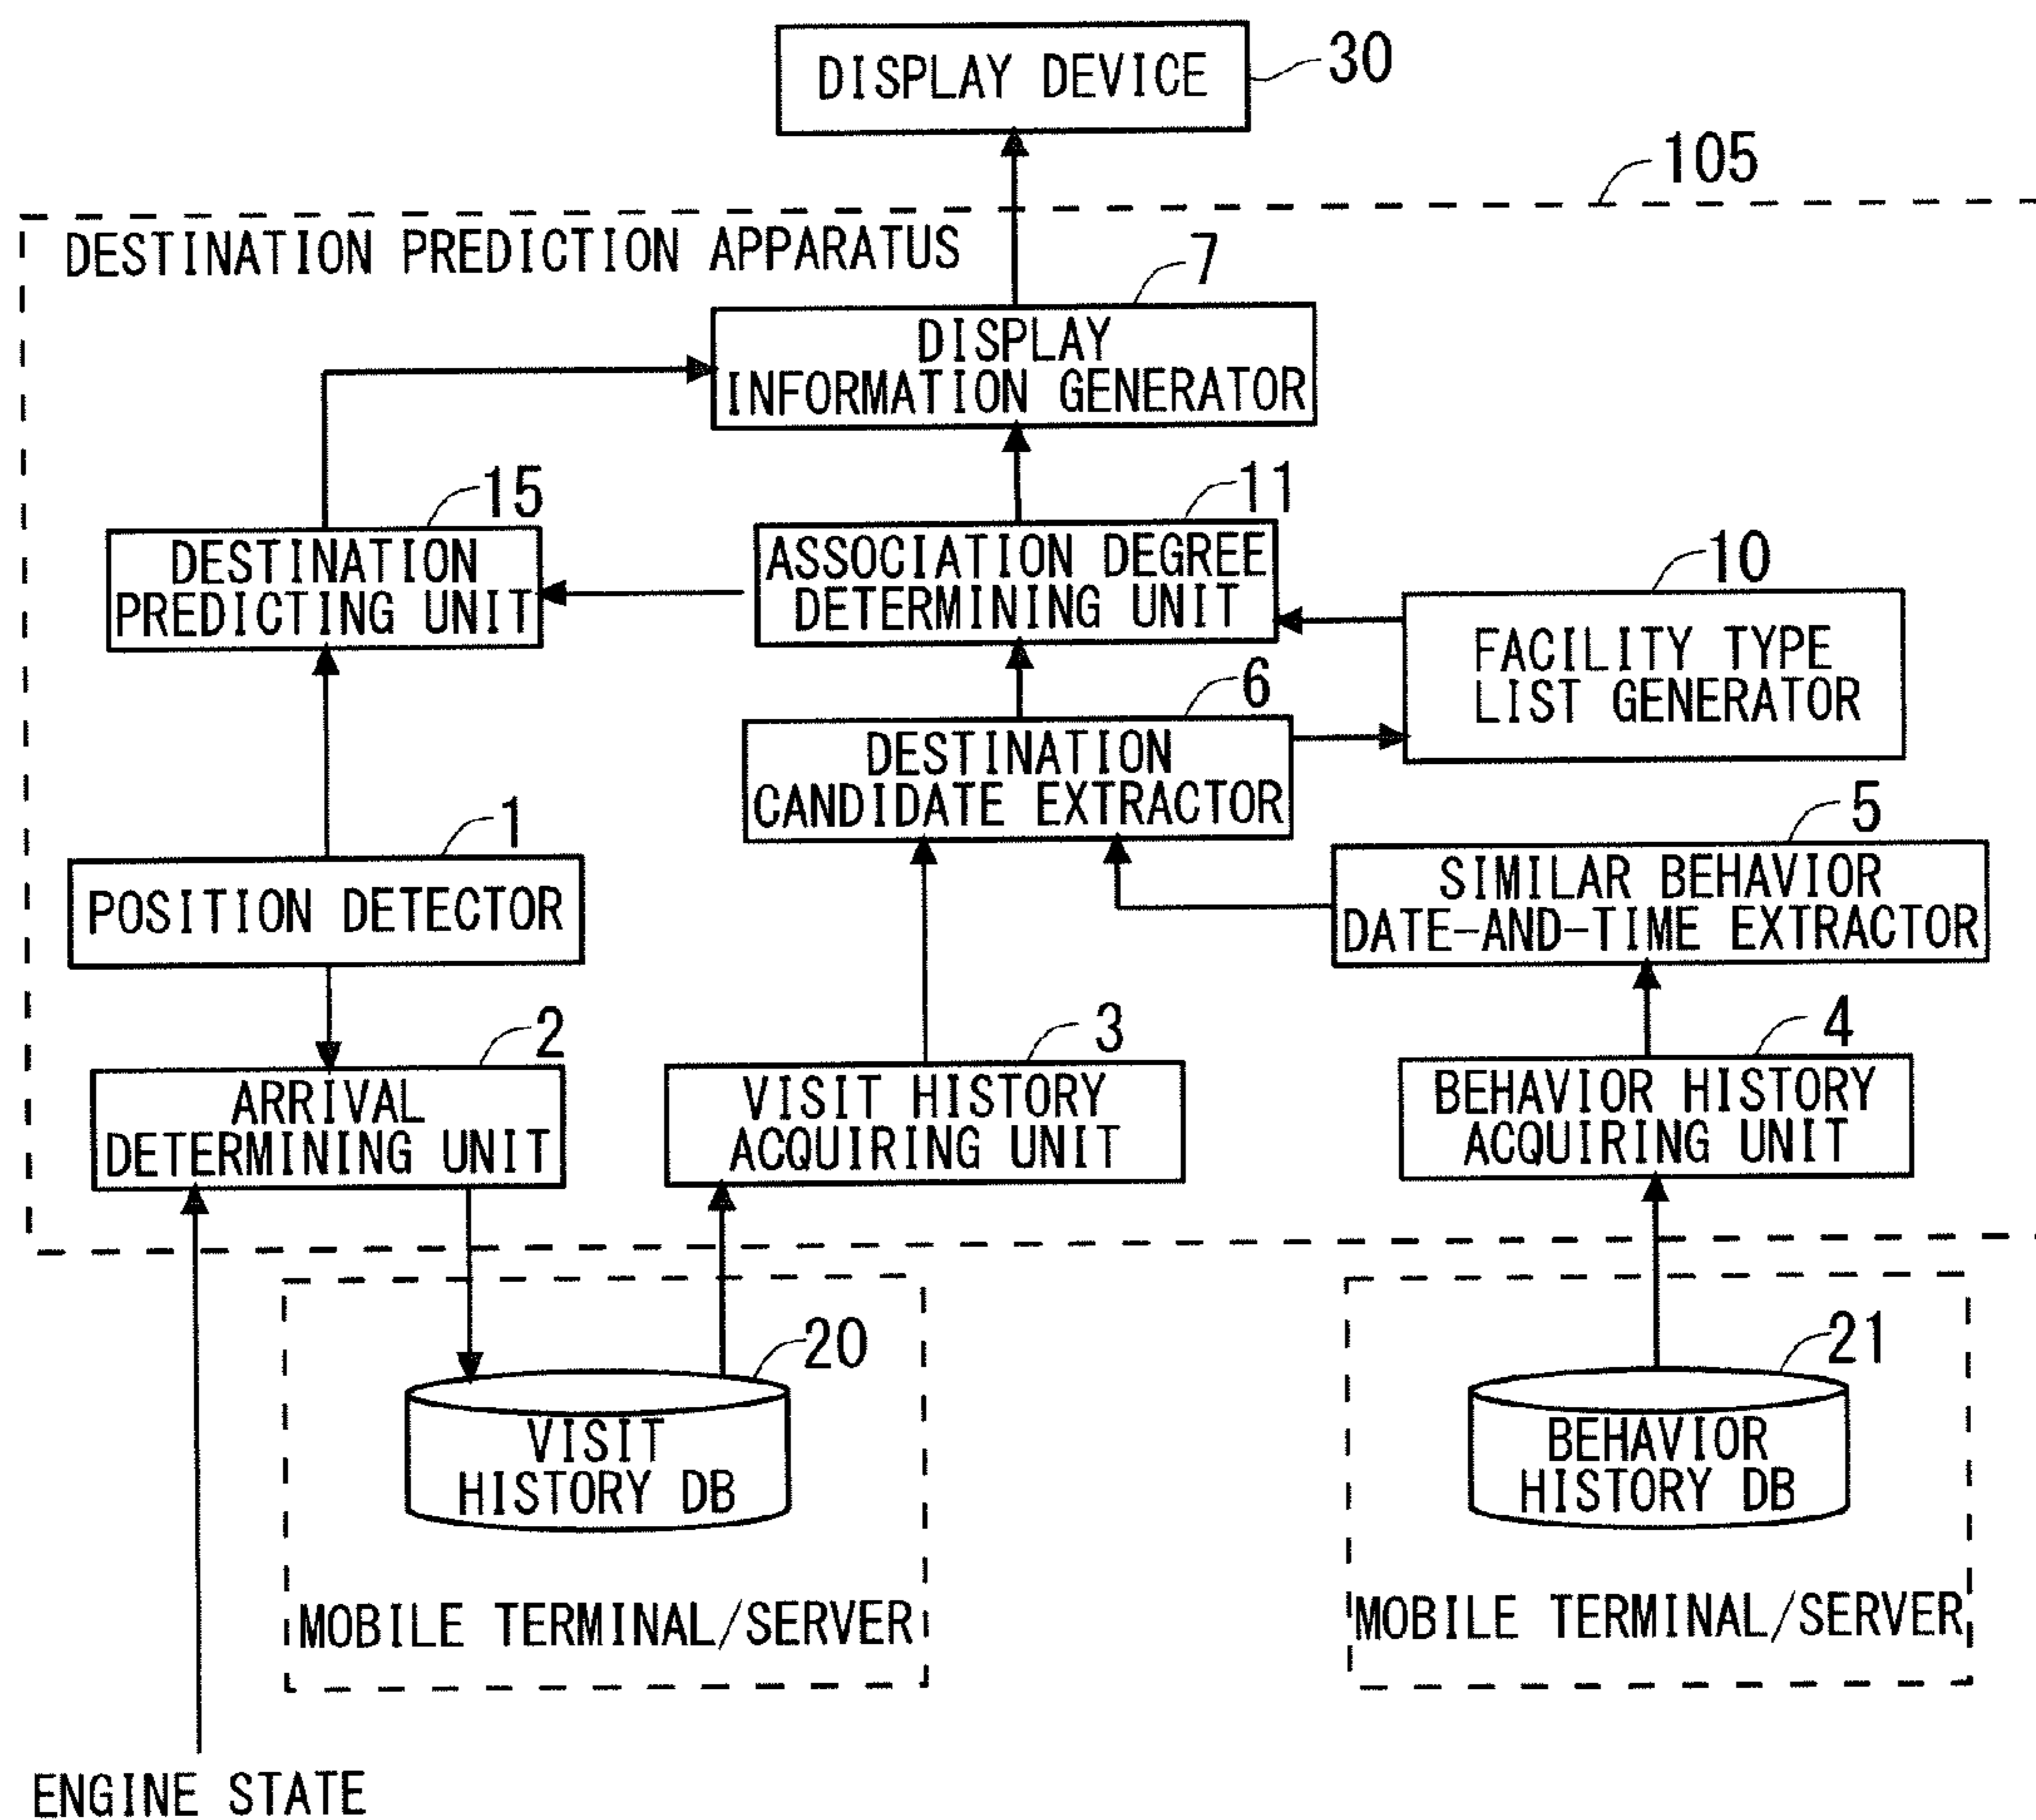 DISPLAY DEVICE
30
105
DESTINATION PREDICTION APPARATUS
7
DISPLAY
INFORMATION GENERATOR
15
DESTINATION
PREDICTING UNIT
11
ASSOCIATION DEGREE
DETERMINING UNIT
10
FACILITY TYPE
LIST GENERATOR
6
DESTINATION
CANDIDATE EXTRACTOR
1
POSITION DETECTOR
5
SIMILAR BEHAVIOR
DATE-AND-TIME EXTRACTOR
2
ARRIVAL
DETERMINING UNIT
3
VISIT HISTORY
ACQUIRING UNIT
4
BEHAVIOR HISTORY
ACQUIRING UNIT
20
VISIT
HISTORY DB
MOBILE TERMINAL/SERVER
21
BEHAVIOR
HISTORY DB
MOBILE TERMINAL/SERVER
ENGINE STATE